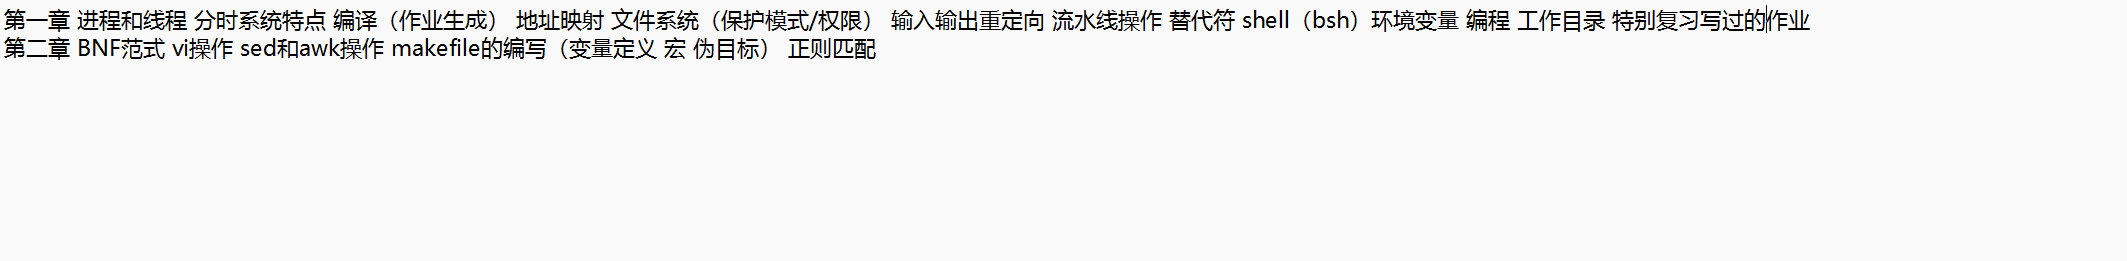 第一章 进程和线程 分时系统特点 编译（作业生成） 地址映射 文件系统（保护模式/权限） 输入输出重定向 流水线操作 替代符 shell（bsh）环境变量 编程 工作目录 特别复习写过的作业
第二章 BNF范式 vi操作 sed和awk操作 makefile的编写（变量定义 宏 伪目标） 正则匹配